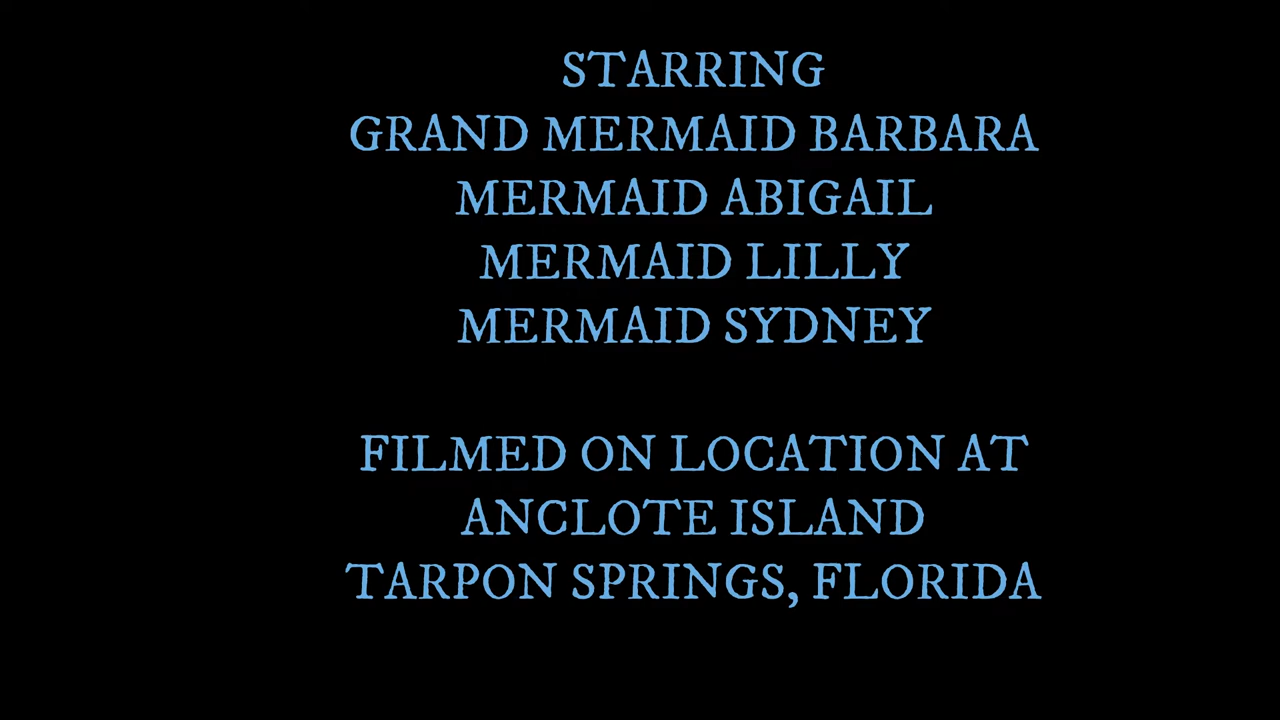 STARRING
GRAND MERMAID BARBARA
MERMAID ABIGAIL
MERMAID LILLY
MERMAID SYDNEY
FILMED ON LOCATION AT
ANCLOTE ISLAND
TARPON SPRINGS, FLORIDA